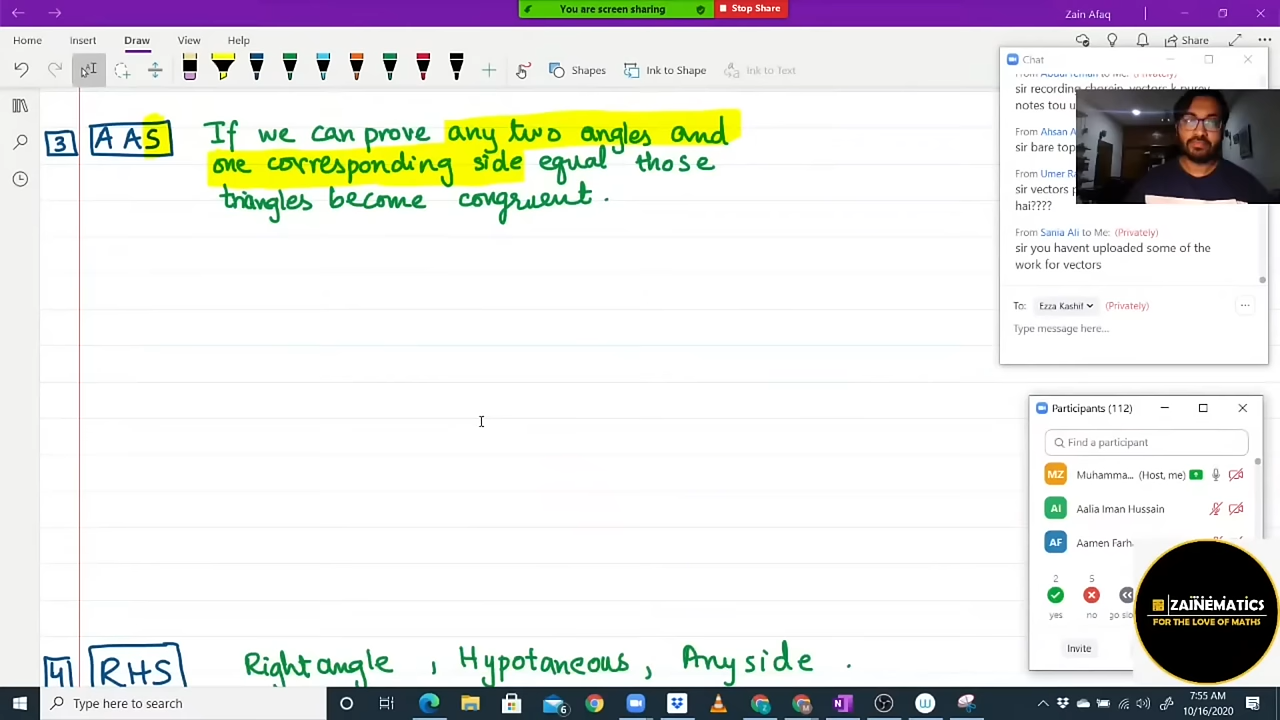 You are screen sharing
Stop Share
Zain Afaq
Home Insert Draw View Help
Share
Shapes
Ink to Shape
Ink to Text
3 AAS If we can prove any two angles and
one corresponding side equal those
triangles become congruent.
4 RHS Rightangle , Hypotaneous, Any side .
Chat
to Me: (Privately)
sir recording
notes tou
From Ahsan A
sir bare top
From Umer Ra
sir vectors p
hai????
From Sania Ali to Me: (Privately)
sir you havent uploaded some of the
work for vectors
To: Ezza Kashif (Privately)
Type message here...
Participants (112)
Find a participant
MZ Muhamma... (Host, me)
AI Aalia Iman Hussain
AF Aamen Farh
2 5
yes no go slo
Invite
ZAINEMATICS
FOR THE LOVE OF MATHS
Type here to search
6
7:55 AM
10/16/2020